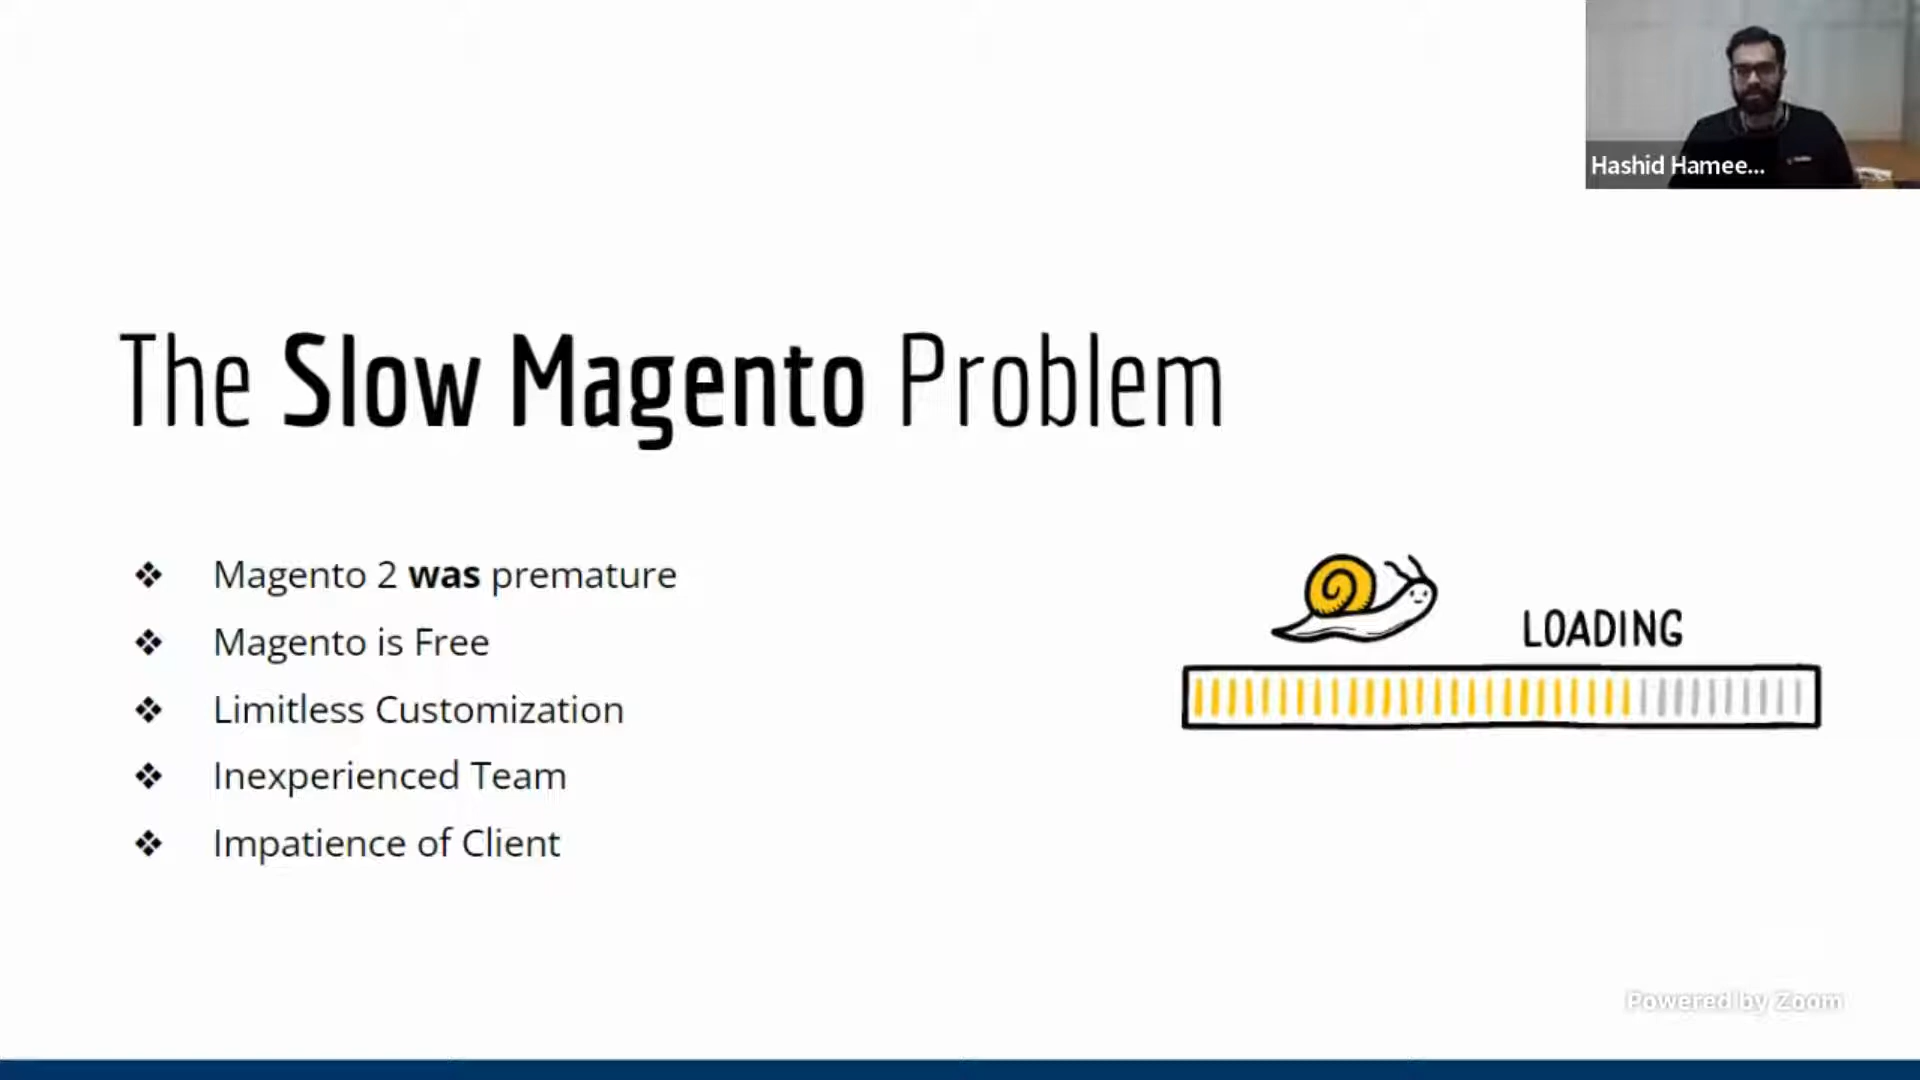 Hashid Hamee...
The Slow Magento Problem
Magento 2 was premature
Magento is Free
Limitless Customization
Inexperienced Team
Impatience of Client
LOADING
Powered by Zoom